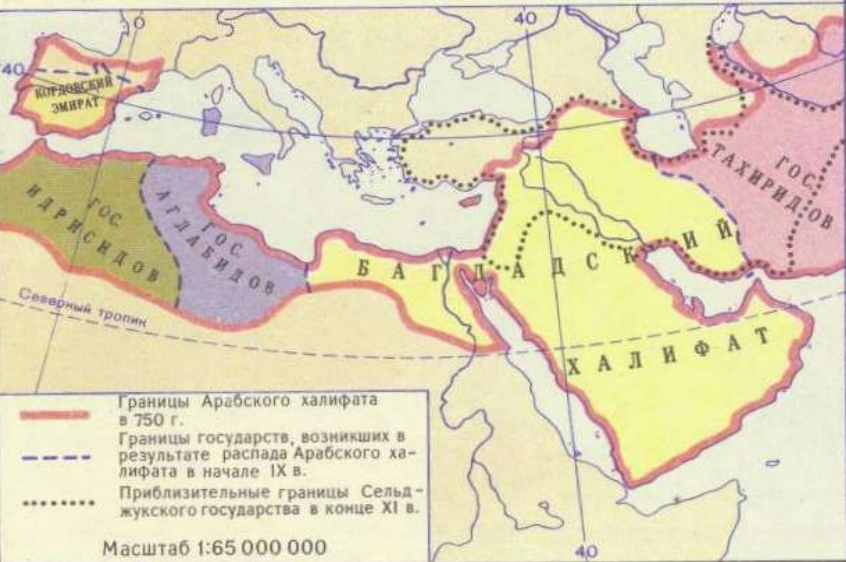 0
40
40
КОРДОВСКИЙ
ЭМИРАТ
ГОС.
ИДРИСИДОВ
ГОС.
АГЛАБИДОВ
ГОС.
ТАХИРИДОВ
БАГДАДСКИЙ
ХАЛИФАТ
Северный тропик
Границы Арабского халифата
в 750 г.
Границы государств, возникших в
результате распада Арабского ха-
лифата в начале IX в.
Приблизительные границы Сельд-
жукского государства в конце XI в.
Масштаб 1:65 000 000
40